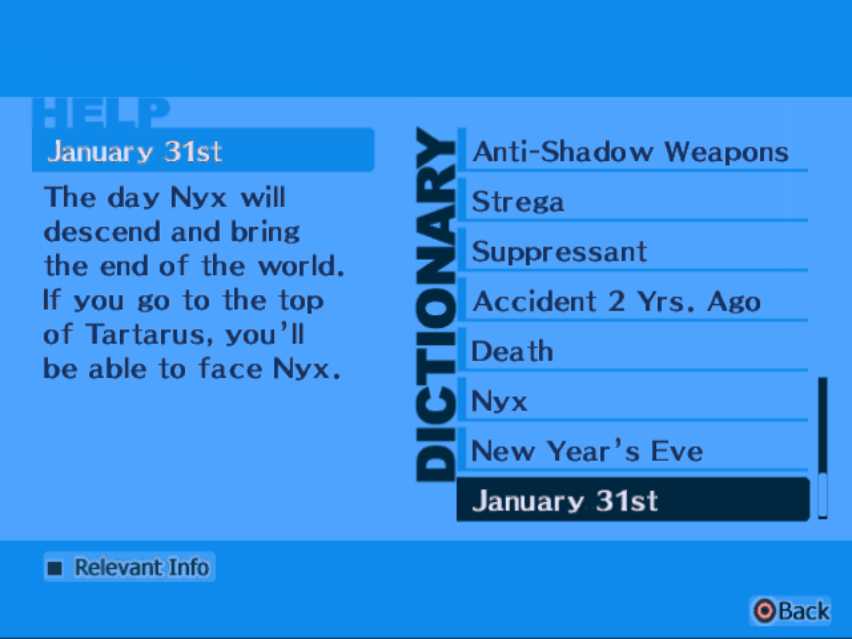 HELP
January 31st
The day Nyx will
descend and bring
the end of the world.
If you go to the top
of Tartarus, you'll
be able to face Nyx.
DICTIONARY
Anti-Shadow Weapons
Strega
Suppressant
Accident 2 Yrs. Ago
Death
Nyx
New Year's Eve
January 31st
Relevant Info
Back